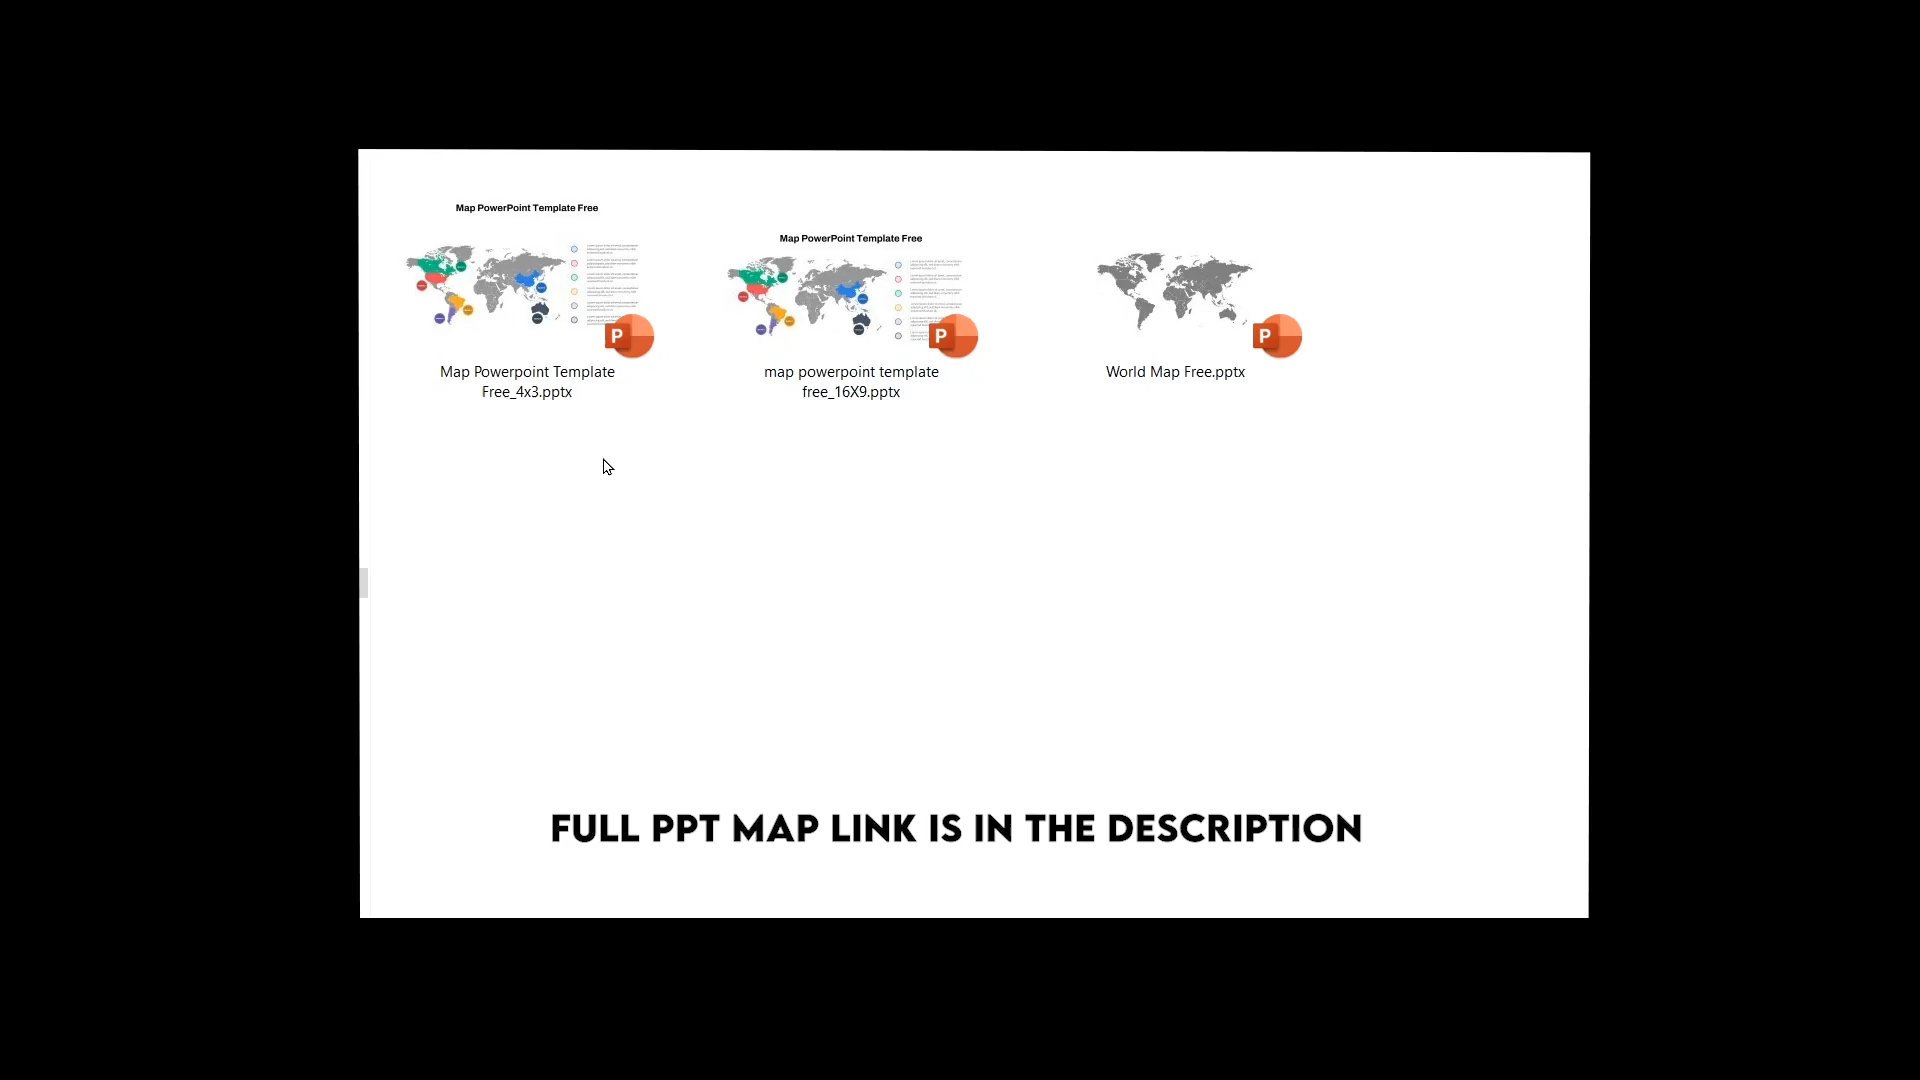 Map PowerPoint Template Free
Map PowerPoint Template Free
P
P
P
Map Powerpoint Template
Free_4x3.pptx
map powerpoint template
free_16X9.pptx
World Map Free.pptx
FULL PPT MAP LINK IS IN THE DESCRIPTION